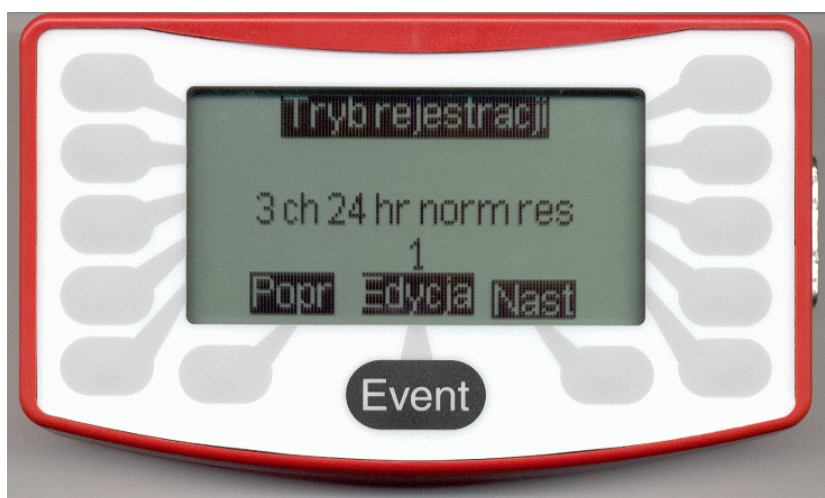 Tryb rejestracji
3 ch 24 hr norm res
1
Popr Edycja Nast
Event